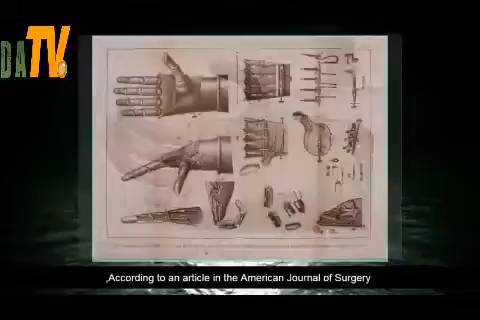 DATV.
,According to an article in the American Journal of Surgery